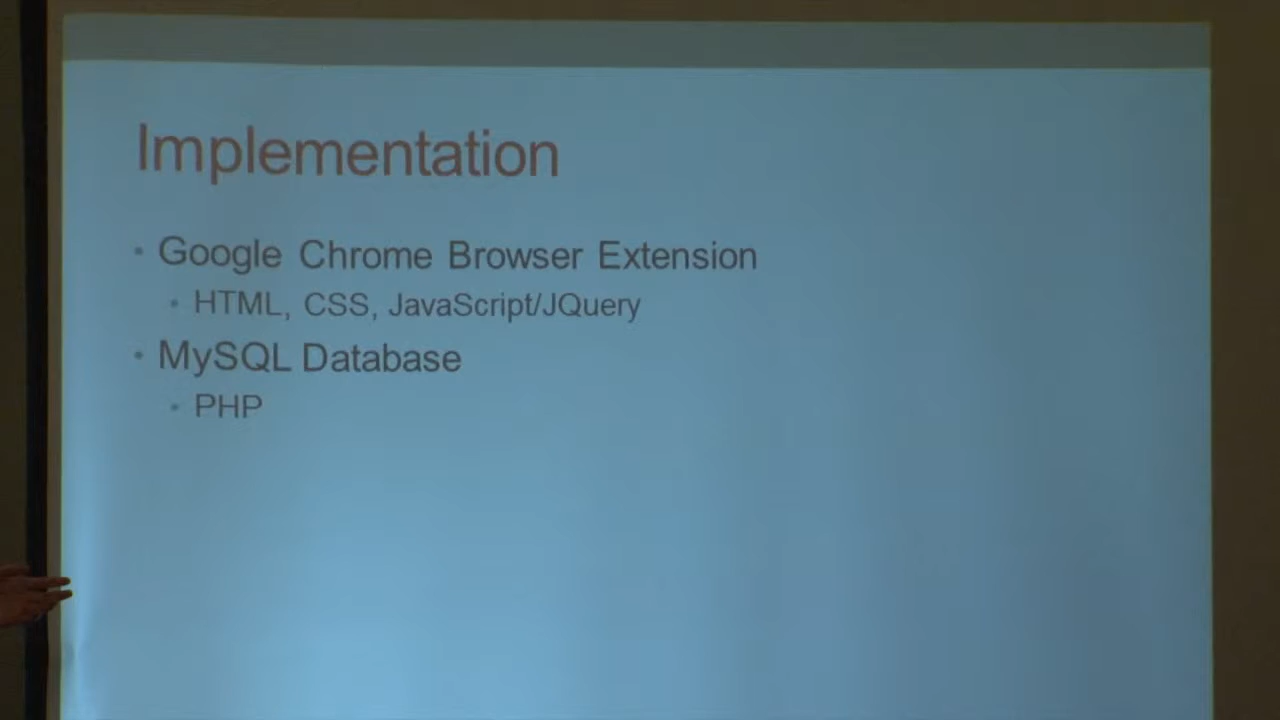 Implementation
• Google Chrome Browser Extension
• HTML, CSS, JavaScript/JQuery
• MySQL Database
• PHP